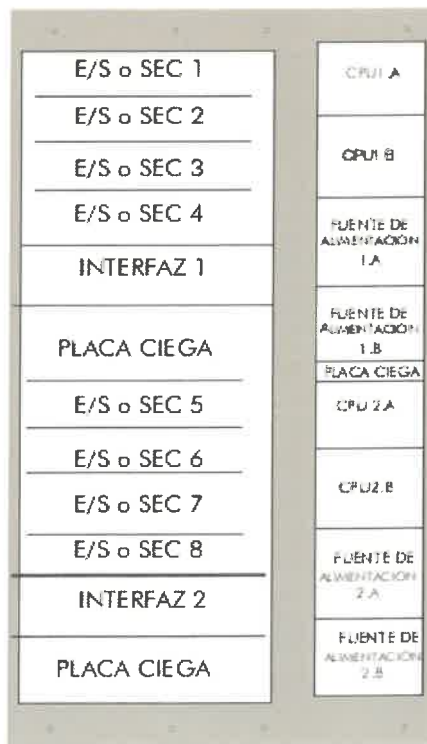 E/S o SEC 1
E/S o SEC 2
E/S o SEC 3
E/S o SEC 4
INTERFAZ 1
PLACA CIEGA
E/S o SEC 5
E/S o SEC 6
E/S o SEC 7
E/S o SEC 8
INTERFAZ 2
PLACA CIEGA
CPU1.A
CPU1.B
FUENTE DE
ALIMENTACIÓN
1.A
FUENTE DE
ALIMENTACIÓN
1.B
PLACA CIEGA
CPU 2.A
CPU2.B
FUENTE DE
ALIMENTACIÓN
2.A
FUENTE DE
ALIMENTACIÓN
2.B